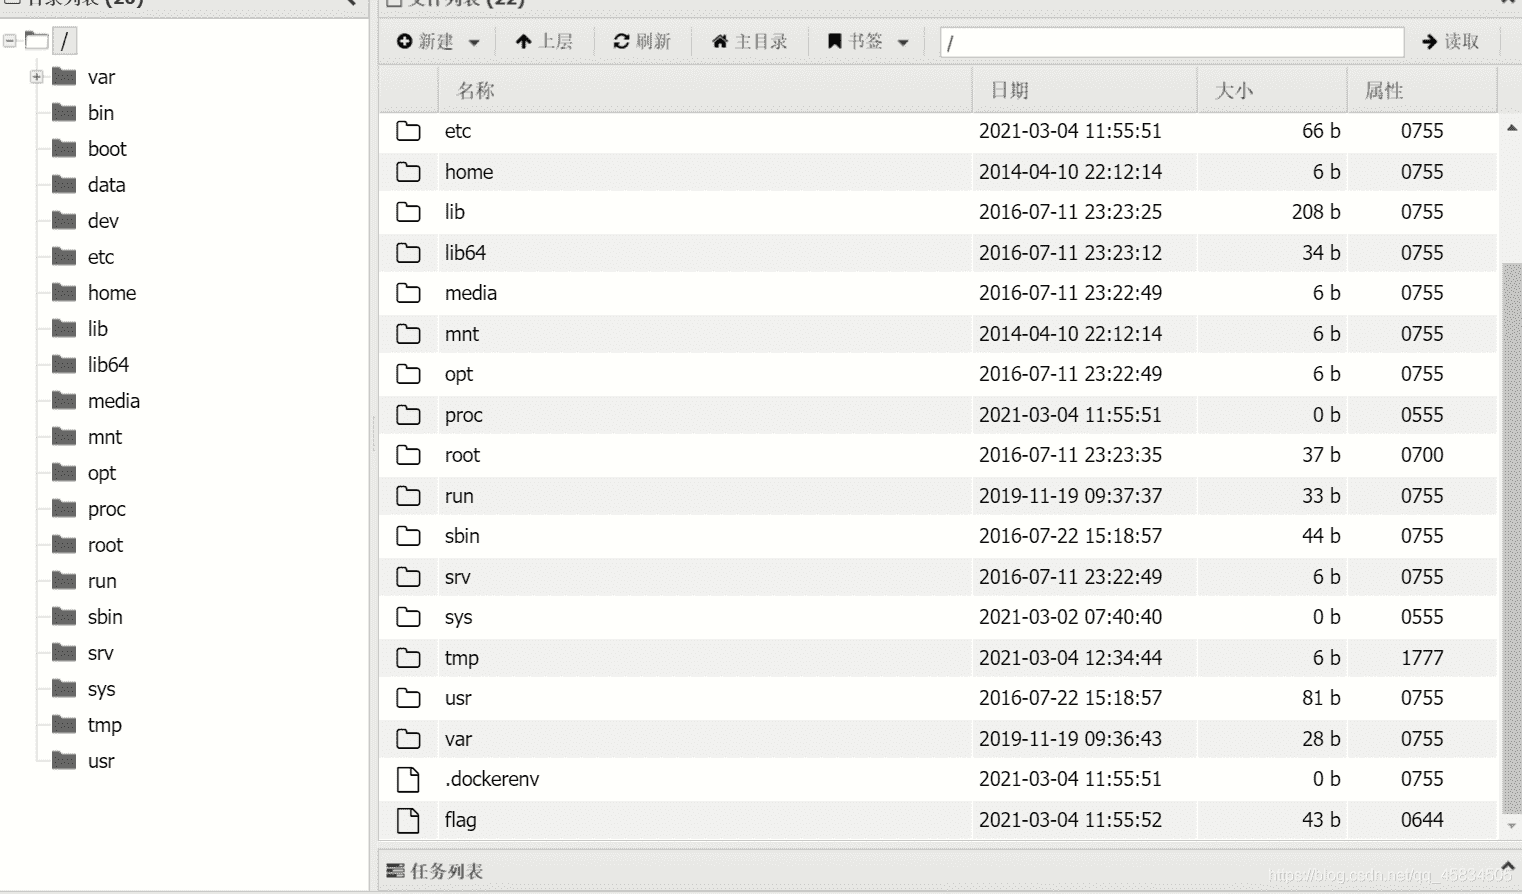 目录列表 (20)
/
var
bin
boot
data
dev
etc
home
lib
lib64
media
mnt
opt
proc
root
run
sbin
srv
sys
tmp
usr
文件列表 (22)
新建 上层 刷新 主目录 书签 / 读取
名称 日期 大小 属性
etc 2021-03-04 11:55:51 66 b 0755
home 2014-04-10 22:12:14 6 b 0755
lib 2016-07-11 23:23:25 208 b 0755
lib64 2016-07-11 23:23:12 34 b 0755
media 2016-07-11 23:22:49 6 b 0755
mnt 2014-04-10 22:12:14 6 b 0755
opt 2016-07-11 23:22:49 6 b 0755
proc 2021-03-04 11:55:51 0 b 0555
root 2016-07-11 23:23:35 37 b 0700
run 2019-11-19 09:37:37 33 b 0755
sbin 2016-07-22 15:18:57 44 b 0755
srv 2016-07-11 23:22:49 6 b 0755
sys 2021-03-02 07:40:40 0 b 0555
tmp 2021-03-04 12:34:44 6 b 1777
usr 2016-07-22 15:18:57 81 b 0755
var 2019-11-19 09:36:43 28 b 0755
.dockerenv 2021-03-04 11:55:51 0 b 0755
flag 2021-03-04 11:55:52 43 b 0644
任务列表
https://blog.csdn.net/qq_45834505